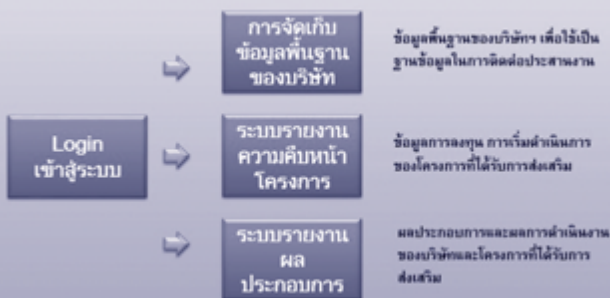 การจัดเก็บ
ข้อมูลพื้นฐาน
ของบริษัท
ข้อมูลพื้นฐานของบริษัทฯ เพื่อใช้เป็น
ฐานข้อมูลในการติดต่อประสานงาน
Login
เข้าสู่ระบบ
ระบบรายงาน
ความคืบหน้า
โครงการ
ข้อมูลการลงทุน การเริ่มดำเนินการ
ของโครงการที่ได้รับการส่งเสริม
ระบบรายงาน
ผล
ประกอบการ
ผลประกอบการและผลการดำเนินงาน
ของบริษัทและโครงการที่ได้รับการ
ส่งเสริม